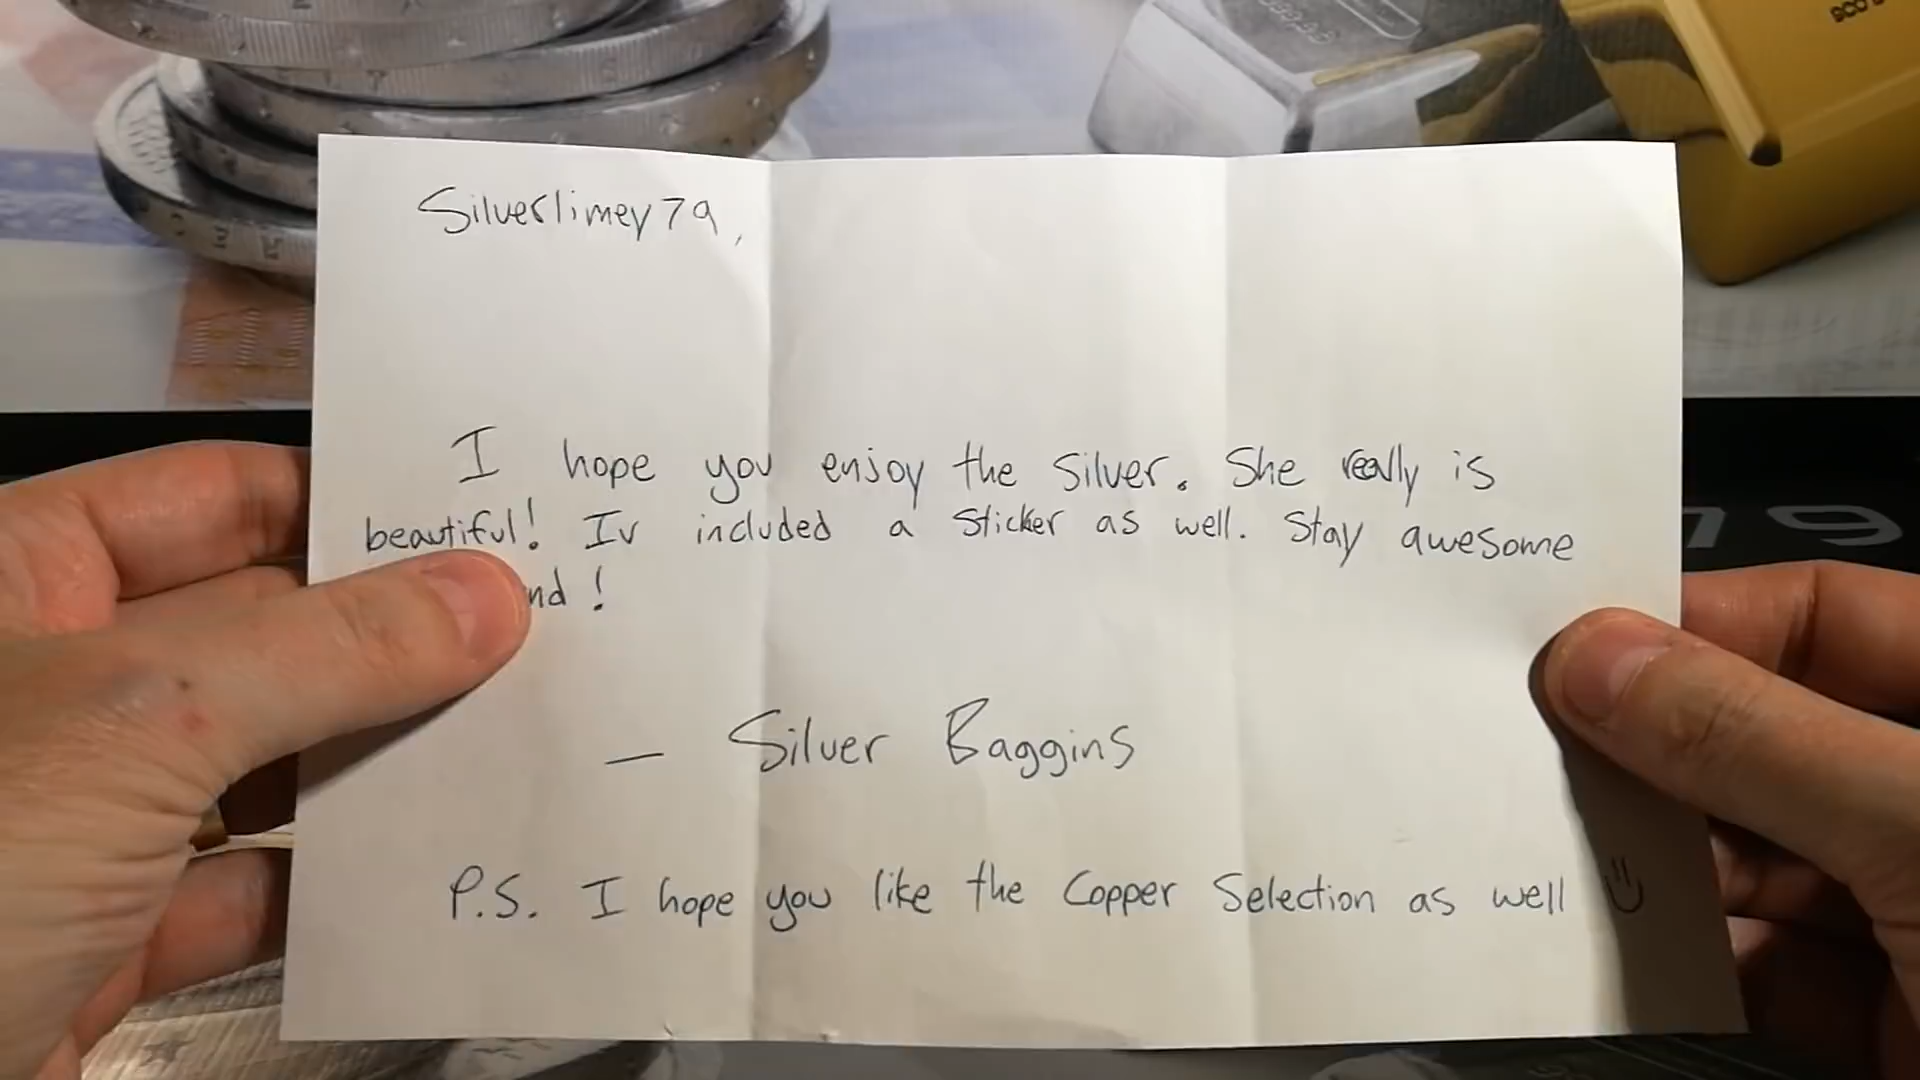 Silverlimey79,
I hope you enjoy the silver. She really is
beautiful! Iv included a sticker as well. Stay awesome
nd!
— Silver Baggins
P.S. I hope you like the Copper Selection as well